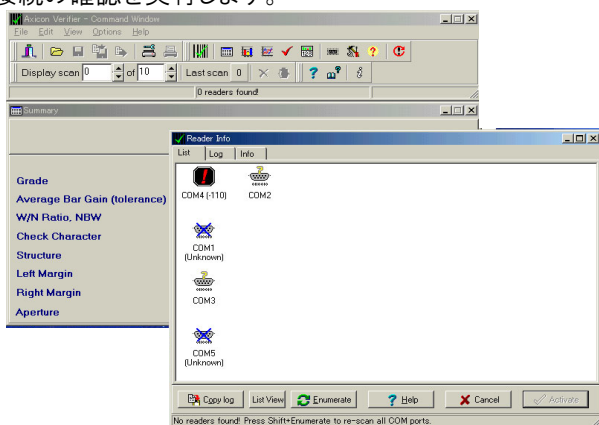 接続の確認を実行します。
Axicon Verifier - Command Window
File Edit View Options Help
Display scan 0 of 10 Last scan 0
0 readers found!
Summary
Grade
Average Bar Gain (tolerance)
W/N Ratio, NBW
Check Character
Structure
Left Margin
Right Margin
Aperture
Reader Info
List Log Info
COM4 (-110) COM2
COM1
(Unknown)
COM3
COM5
(Unknown)
Copy log List View Enumerate Help Cancel Activate
No readers found! Press Shift+Enumerate to re-scan all COM ports.